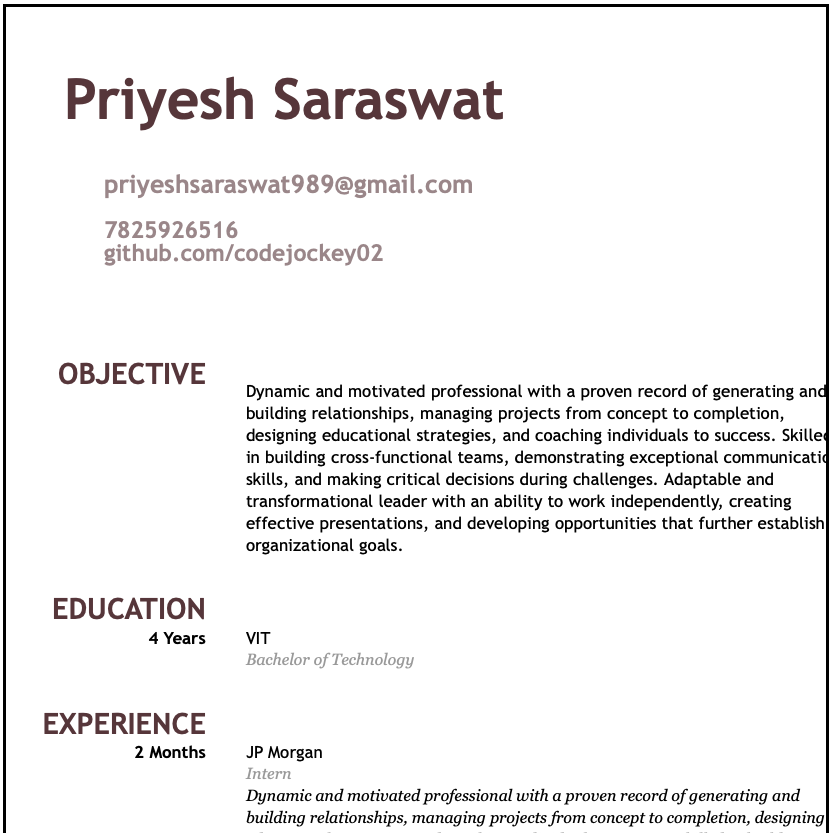 Priyesh Saraswat
priyeshsaraswat989@gmail.com
7825926516
github.com/codejockey02
OBJECTIVE
Dynamic and motivated professional with a proven record of generating and
building relationships, managing projects from concept to completion,
designing educational strategies, and coaching individuals to success. Skilled
in building cross-functional teams, demonstrating exceptional communicatio
skills, and making critical decisions during challenges. Adaptable and
transformational leader with an ability to work independently, creating
effective presentations, and developing opportunities that further establish
organizational goals.
EDUCATION
4 Years
VIT
Bachelor of Technology
EXPERIENCE
2 Months
JP Morgan
Intern
Dynamic and motivated professional with a proven record of generating and
building relationships, managing projects from concept to completion, designing